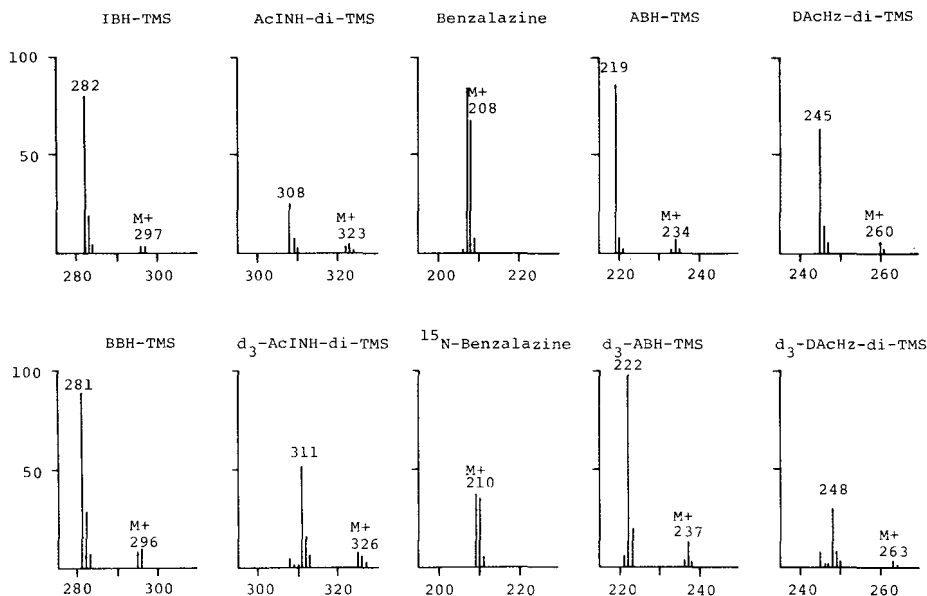 IBH-TMS AcINH-di-TMS Benzalazine ABH-TMS DAcHz-di-TMS
100
50
282
M+
297
308
M+
323
M+
208
219
M+
234
245
M+
260
280 300 300 320 200 220 220 240 240 260
BBH-TMS d3-AcINH-di-TMS 15N-Benzalazine d3-ABH-TMS d3-DAcHz-di-TMS
100
50
281
M+
296
311
M+
326
M+
210
222
M+
237
248
M+
263
280 300 300 320 200 220 220 240 240 260